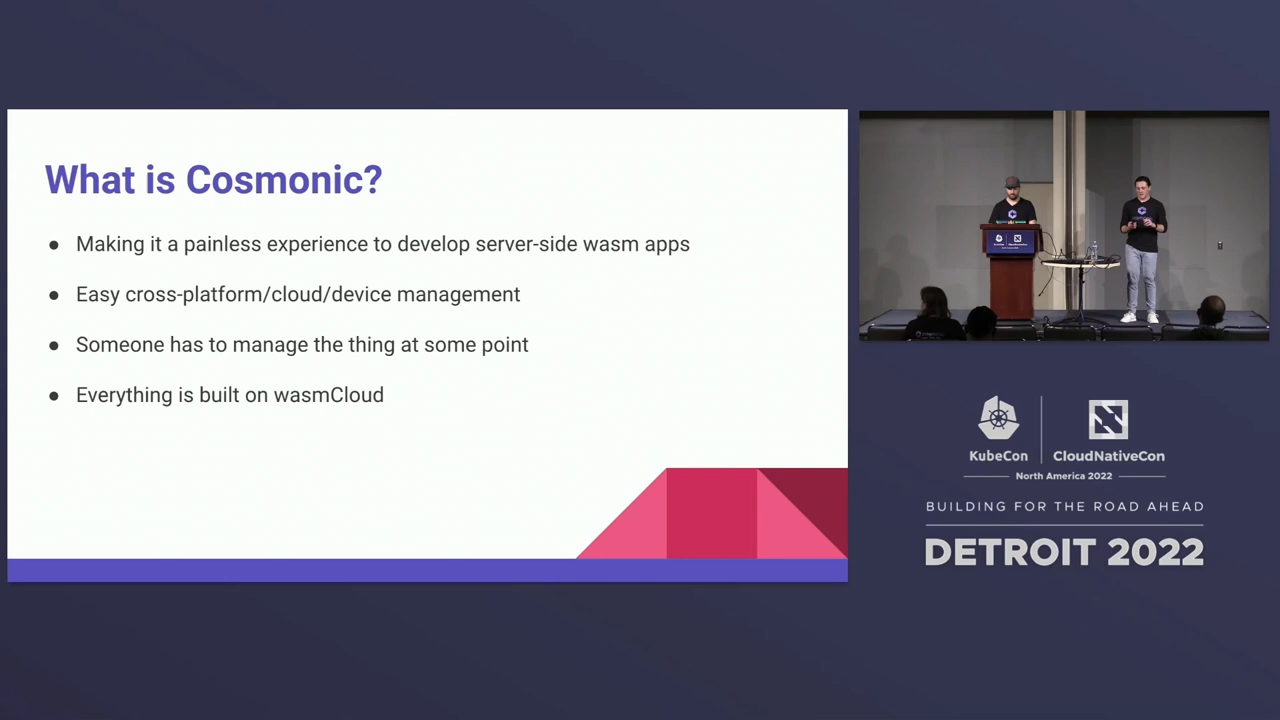 What is Cosmonic?
● Making it a painless experience to develop server-side wasm apps
● Easy cross-platform/cloud/device management
● Someone has to manage the thing at some point
● Everything is built on wasmCloud
KubeCon
CloudNativeCon
North America 2022
BUILDING FOR THE ROAD AHEAD
DETROIT 2022